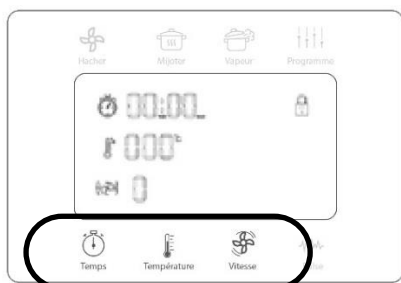 Hacher Mijoter Vapeur Programme
00:00
000°c
0
Temps Température Vitesse